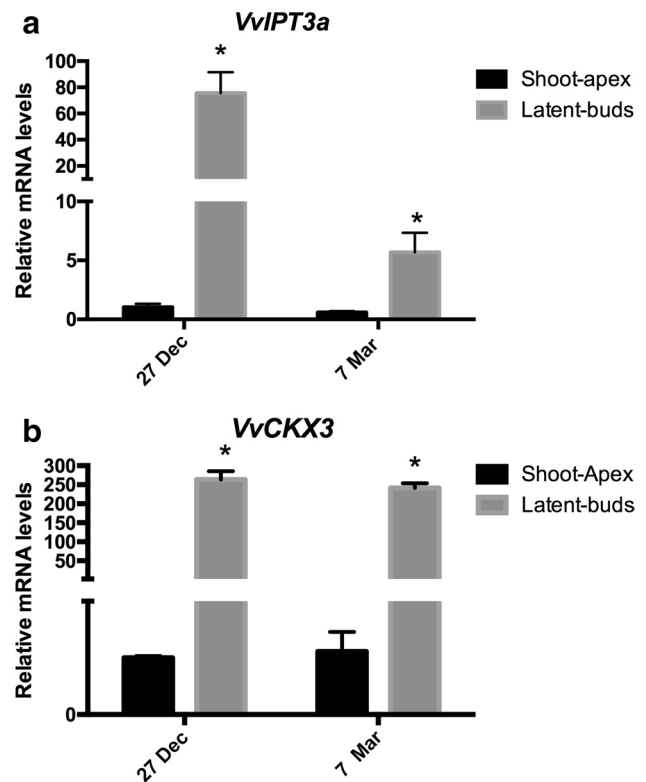 a
VvIPT3a
*
100
80
60
40
20
10
5
0
*
Relative mRNA levels
27 Dec
7 Mar
Shoot-apex
Latent-buds
b
VvCKX3
*
*
300
250
200
150
100
50
0
Relative mRNA levels
27 Dec
7 Mar
Shoot-Apex
Latent-buds